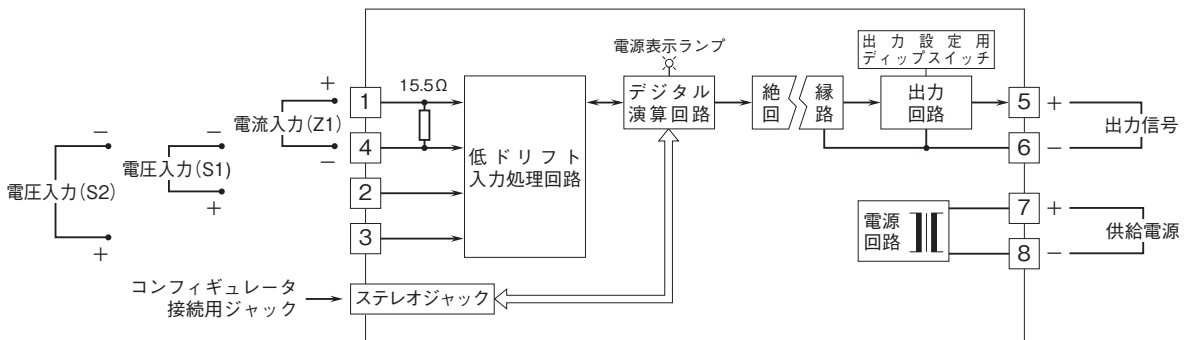 電源表示ランプ
出力設定用
ディップスイッチ
+
電流入力(Z1)
−
−
電圧入力(S1)
+
−
電圧入力(S2)
+
1
4
2
3
15.5Ω
低ドリフト
入力処理回路
デジタル
演算回路
絶縁
回路
出力
回路
5
+
出力信号
6
−
電源
回路
7
+
供給電源
8
−
コンフィギュレータ
接続用ジャック
ステレオジャック